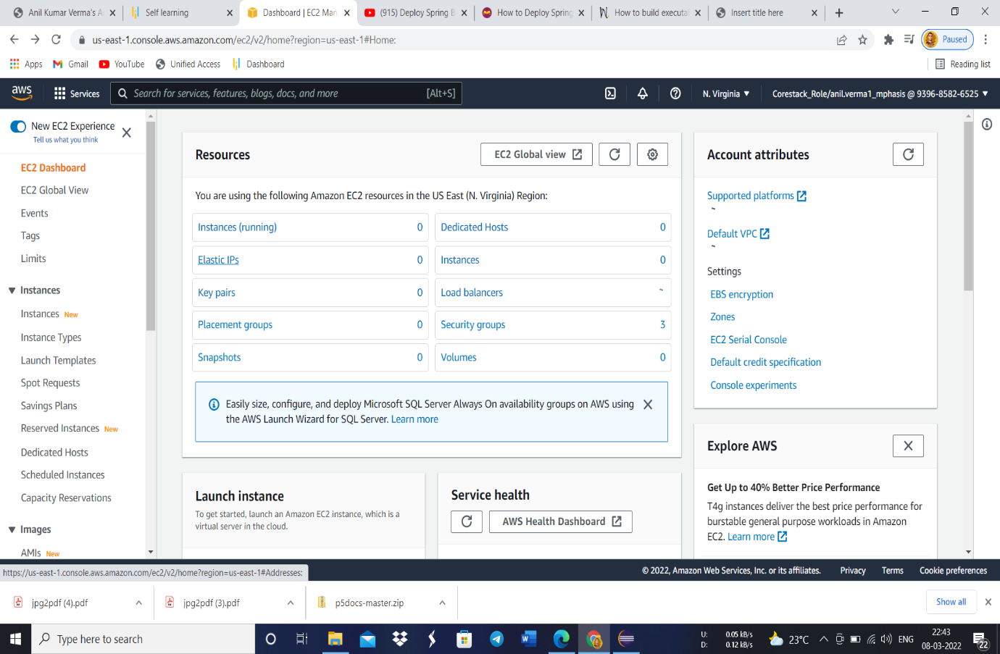 Anil Kumar Verma's A
Self learning
Dashboard | EC2 Man
(915) Deploy Spring B
How to Deploy Spring
How to build executa
Insert title here
us-east-1.console.aws.amazon.com/ec2/v2/home?region=us-east-1#Home:
Paused
Apps
Gmail
YouTube
Unified Access
Dashboard
Reading list
aws
Services
Search for services, features, blogs, docs, and more
[Alt+S]
N. Virginia ▼
Corestack_Role/anil.verma1_mphasis @ 9396-8582-6525 ▼
New EC2 Experience
Tell us what you think
EC2 Dashboard
EC2 Global View
Events
Tags
Limits
▼ Instances
Instances New
Instance Types
Launch Templates
Spot Requests
Savings Plans
Reserved Instances New
Dedicated Hosts
Scheduled Instances
Capacity Reservations
▼ Images
AMIs New
Resources
EC2 Global view
You are using the following Amazon EC2 resources in the US East (N. Virginia) Region:
Instances (running) 0
Dedicated Hosts 0
Elastic IPs 0
Instances 0
Key pairs 0
Load balancers
Placement groups 0
Security groups 3
Snapshots 0
Volumes 0
Easily size, configure, and deploy Microsoft SQL Server Always On availability groups on AWS using
the AWS Launch Wizard for SQL Server. Learn more
Launch instance
To get started, launch an Amazon EC2 instance, which is a
virtual server in the cloud.
Service health
AWS Health Dashboard
Account attributes
Supported platforms
Default VPC
Settings
EBS encryption
Zones
EC2 Serial Console
Default credit specification
Console experiments
Explore AWS
Get Up to 40% Better Price Performance
T4g instances deliver the best price performance for
burstable general purpose workloads in Amazon
EC2. Learn more
https://us-east-1.console.aws.amazon.com/ec2/v2/home?region=us-east-1#Addresses:
© 2022, Amazon Web Services, Inc. or its affiliates.
Privacy
Terms
Cookie preferences
jpg2pdf (4).pdf
jpg2pdf (3).pdf
p5docs-master.zip
Show all
Type here to search
U: 0.05 kB/s
D: 0.12 kB/s
23°C
ENG
22:43
08-03-2022
22